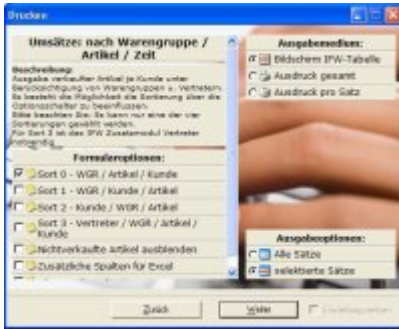 Drucken
Umsätze: nach Warengruppe /
Artikel / Zeit
Beschreibung:
Ausgabe verkaufter Artikel je Kunde unter
Berücksichtigung von Warengruppen u. Vertretern.
Es besteht die Möglichkeit die Sortierung über die
Optionsschalter zu beeinflussen.
Bitte beachten Sie: Es kann nur eine der vier
Sortierungen gewählt werden.
Für Sort 3 ist das IFW Zusatzmodul Vertreter
notwendig.
Formularoptionen:
Sort 0 - WGR / Artikel / Kunde
Sort 1 - WGR / Kunde / Artikel
Sort 2 - Kunde / WGR / Artikel
Sort 3 - Vertreter / WGR / Artikel /
Kunde
Nichtverkaufte Artikel ausblenden
Zusätzliche Spalten für Excel
Ausgabemedium:
Bildschirm IFW-Tabelle
Ausdruck gesamt
Ausdruck pro Satz
Ausgabeoptionen:
Alle Sätze
selektierte Sätze
Zurück
Weiter